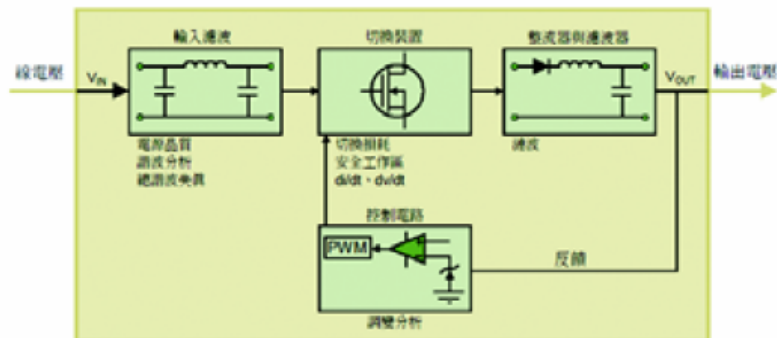 輸入濾波
切換裝置
整流器與濾波器
線電壓
VIN
VOUT
輸出電壓
電源品質
諧波分析
總諧波失真
切換損耗
安全工作區
di/dt、dv/dt
濾波
控制電路
PWM
反饋
調變分析